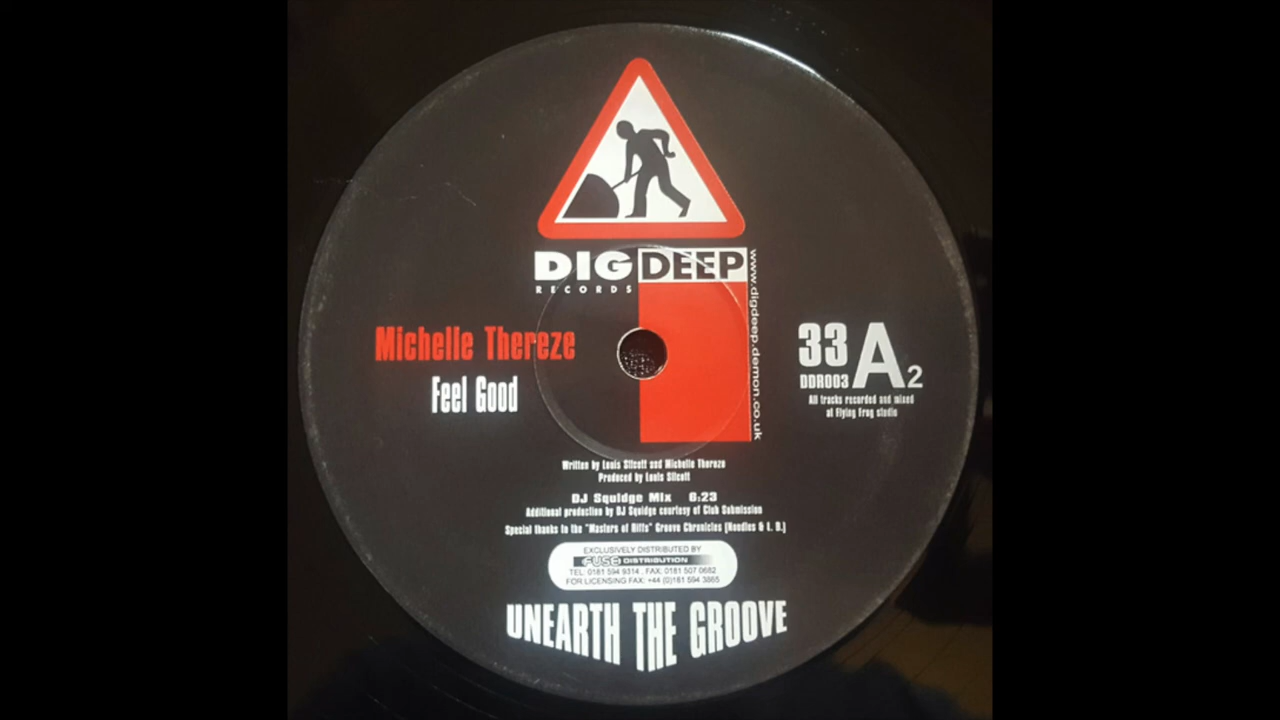 DIG DEEP
RECORDS
www.digdeep.demon.co.uk
Michelle Thereze
Feel Good
33 A2
DDR003
All tracks recorded and mixed
at Flying Frog studio
Written by Louis Slicott and Michelle Thereze
Produced by Louis Slicott
DJ Squidge Mix 6:23
Additional production by DJ Squidge courtesy of Club Submission
Special thanks to the "Masters of Riffs" Groove Chronicles (Noodles & L. D.)
EXCLUSIVELY DISTRIBUTED BY
FUSE DISTRIBUTION
TEL: 0181 594 9314 . FAX: 0181 507 0682
FOR LICENSING FAX: +44 (0)181 594 3865
UNEARTH THE GROOVE